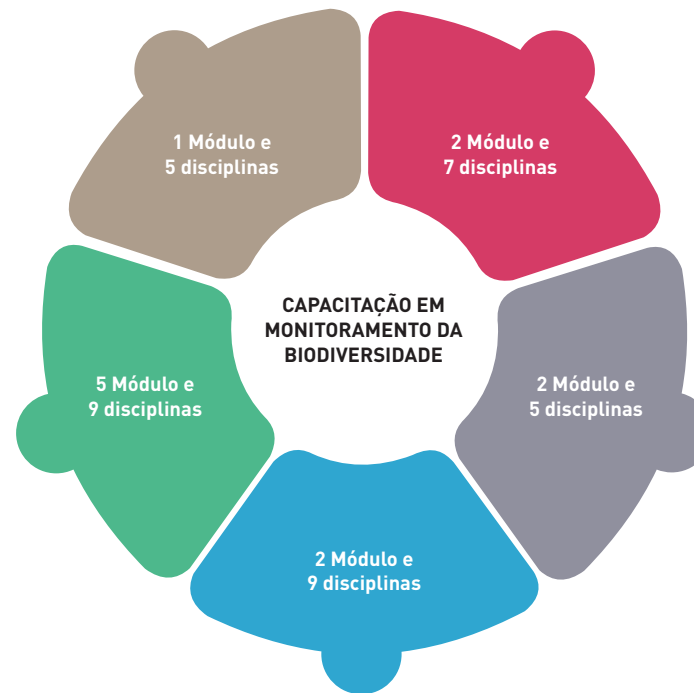 1 Módulo e
5 disciplinas
2 Módulo e
7 disciplinas
CAPACITAÇÃO EM
MONITORAMENTO DA
BIODIVERSIDADE
5 Módulo e
9 disciplinas
2 Módulo e
5 disciplinas
2 Módulo e
9 disciplinas